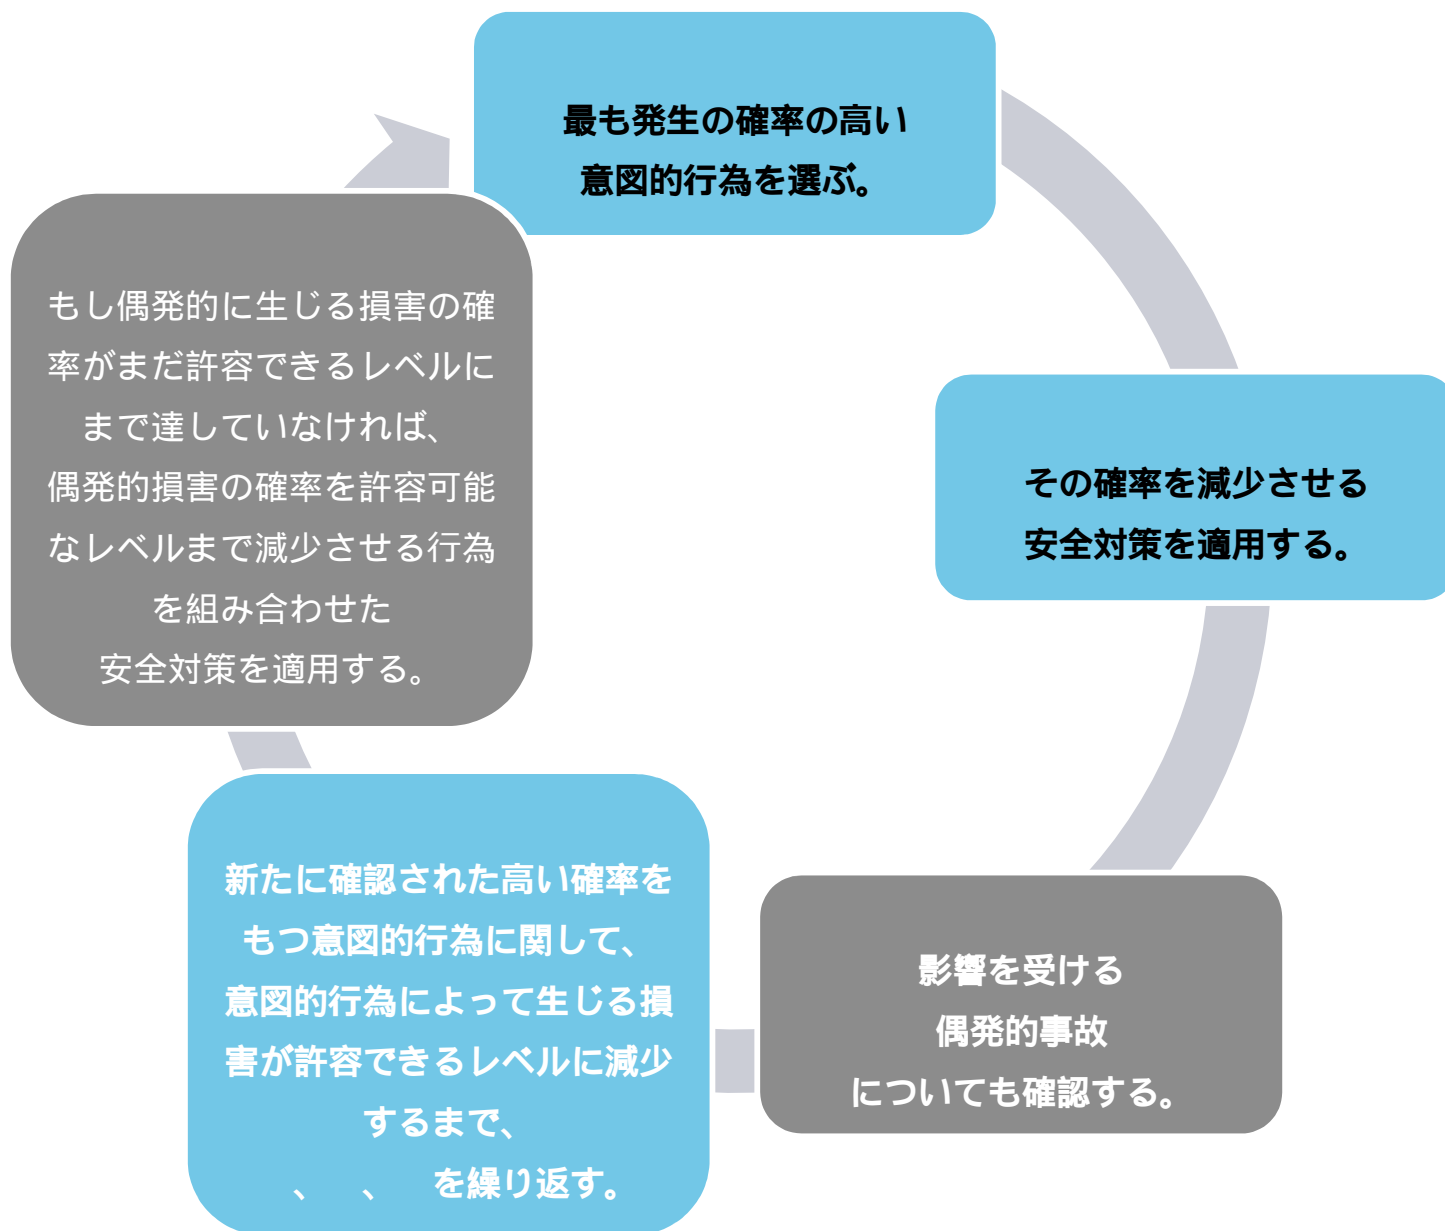 最も発生の確率の高い
意図的行為を選ぶ。
その確率を減少させる
安全対策を適用する。
影響を受ける
偶発的事故
についても確認する。
新たに確認された高い確率を
もつ意図的行為に関して、
意図的行為によって生じる損
害が許容できるレベルに減少
するまで、
、　、　を繰り返す。
もし偶発的に生じる損害の確
率がまだ許容できるレベルに
まで達していなければ、
偶発的損害の確率を許容可能
なレベルまで減少させる行為
を組み合わせた
安全対策を適用する。